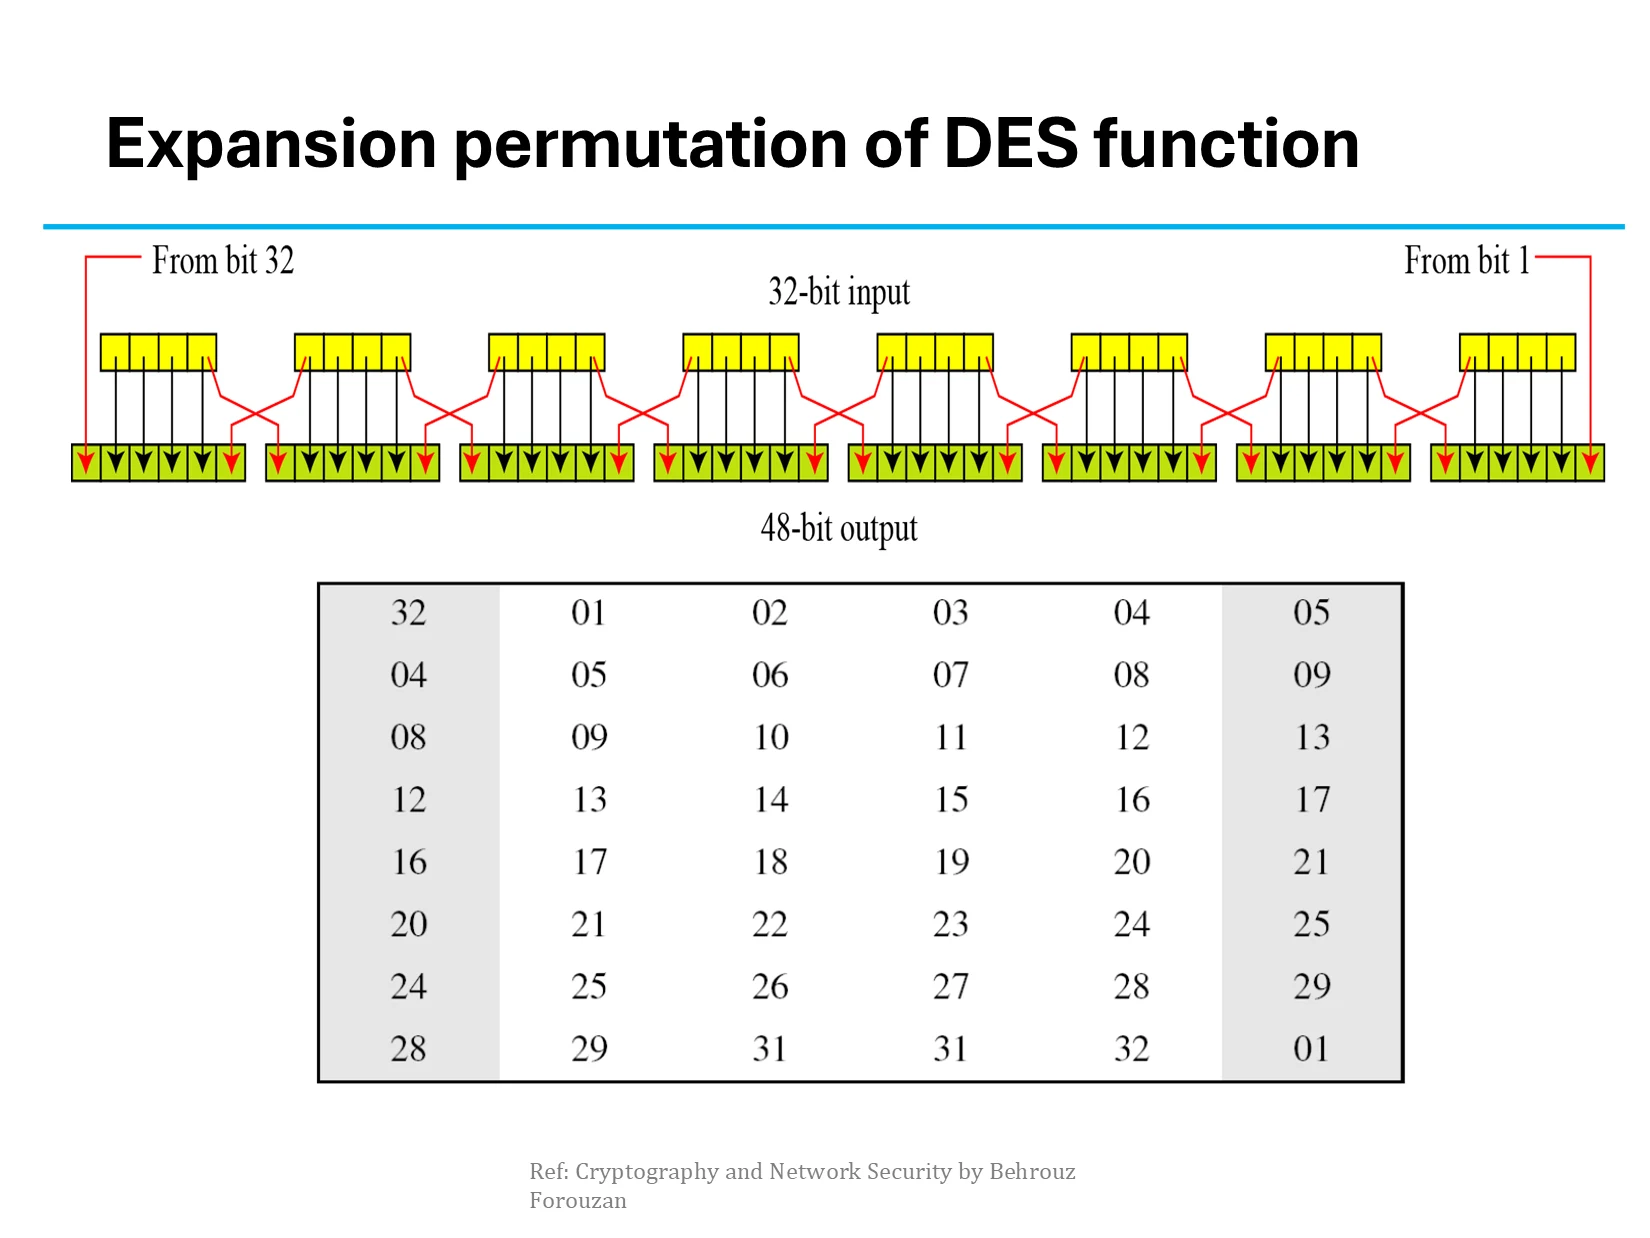 Expansion permutation of DES function
From bit 32
From bit 1
32-bit input
48-bit output
32 01 02 03 04 05
04 05 06 07 08 09
08 09 10 11 12 13
12 13 14 15 16 17
16 17 18 19 20 21
20 21 22 23 24 25
24 25 26 27 28 29
28 29 31 31 32 01
Ref: Cryptography and Network Security by Behrouz
Forouzan